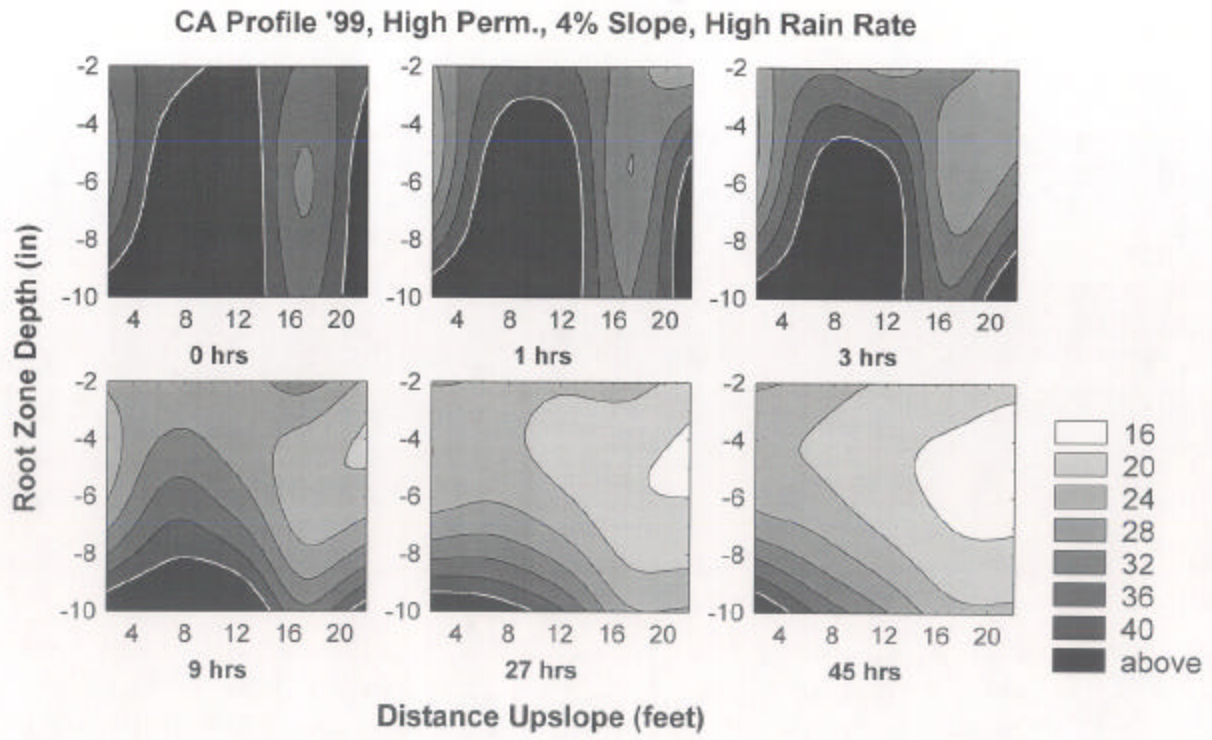 CA Profile '99, High Perm., 4% Slope, High Rain Rate
Root Zone Depth (in)
-2
-4
-6
-8
-10
4 8 12 16 20
0 hrs
-2
-4
-6
-8
-10
4 8 12 16 20
1 hrs
-2
-4
-6
-8
-10
4 8 12 16 20
3 hrs
-2
-4
-6
-8
-10
4 8 12 16 20
9 hrs
-2
-4
-6
-8
-10
4 8 12 16 20
27 hrs
-2
-4
-6
-8
-10
4 8 12 16 20
45 hrs
16
20
24
28
32
36
40
above
Distance Upslope (feet)